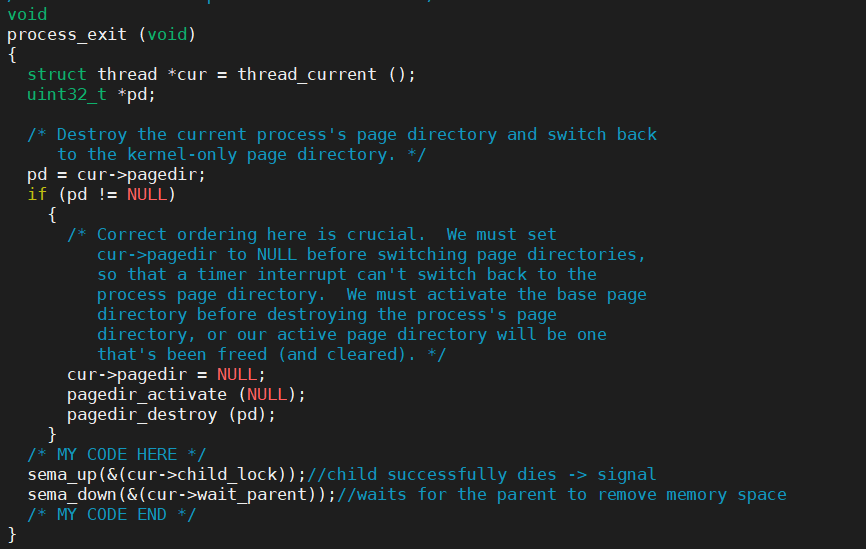 void
process_exit (void)
{
  struct thread *cur = thread_current ();
  uint32_t *pd;

  /* Destroy the current process's page directory and switch back
     to the kernel-only page directory. */
  pd = cur->pagedir;
  if (pd != NULL)
    {
      /* Correct ordering here is crucial.  We must set
         cur->pagedir to NULL before switching page directories,
         so that a timer interrupt can't switch back to the
         process page directory.  We must activate the base page
         directory before destroying the process's page
         directory, or our active page directory will be one
         that's been freed (and cleared). */
      cur->pagedir = NULL;
      pagedir_activate (NULL);
      pagedir_destroy (pd);
    }
  /* MY CODE HERE */
  sema_up(&(cur->child_lock));//child successfully dies -> signal
  sema_down(&(cur->wait_parent));//waits for the parent to remove memory space
  /* MY CODE END */
}